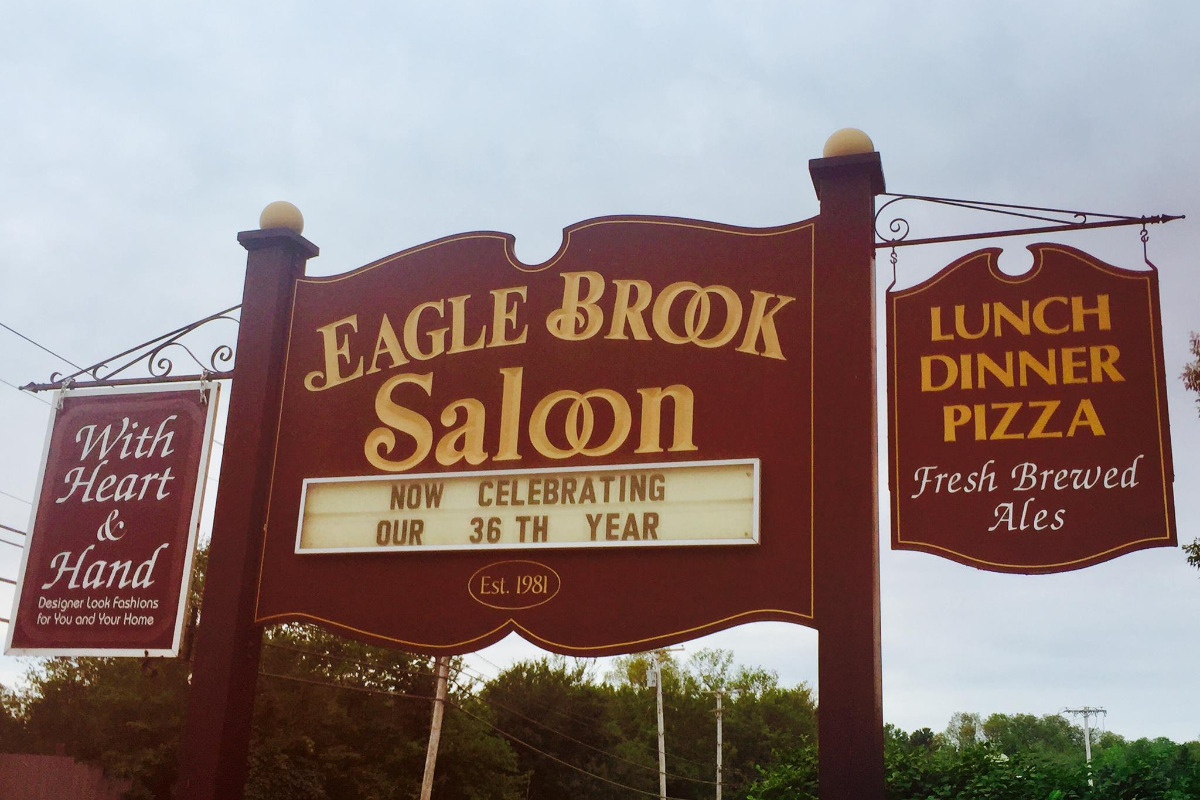 EAGLE BROOK
Saloon
NOW CELEBRATING
OUR 36 TH YEAR
Est. 1981
With
Heart
&
Hand
Designer Look Fashions
for You and Your Home
LUNCH
DINNER
PIZZA
Fresh Brewed
Ales